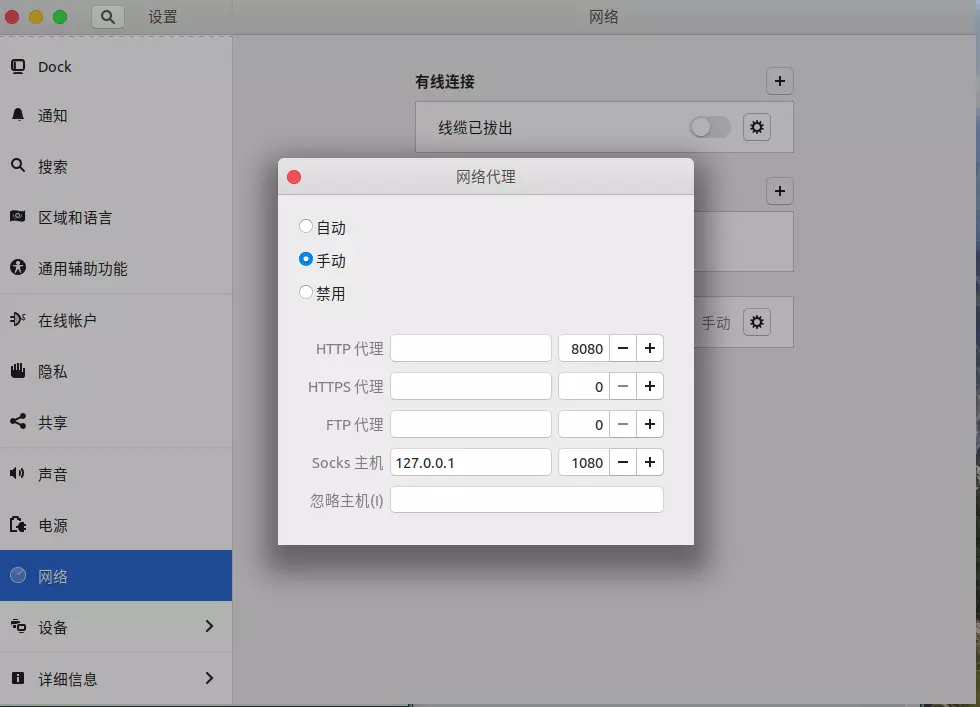 设置
网络
Dock
通知
搜索
区域和语言
通用辅助功能
在线帐户
隐私
共享
声音
电源
网络
设备
详细信息
有线连接
线缆已拔出
手动
网络代理
自动
手动
禁用
HTTP 代理 8080
HTTPS 代理 0
FTP 代理 0
Socks 主机 127.0.0.1 1080
忽略主机(I)